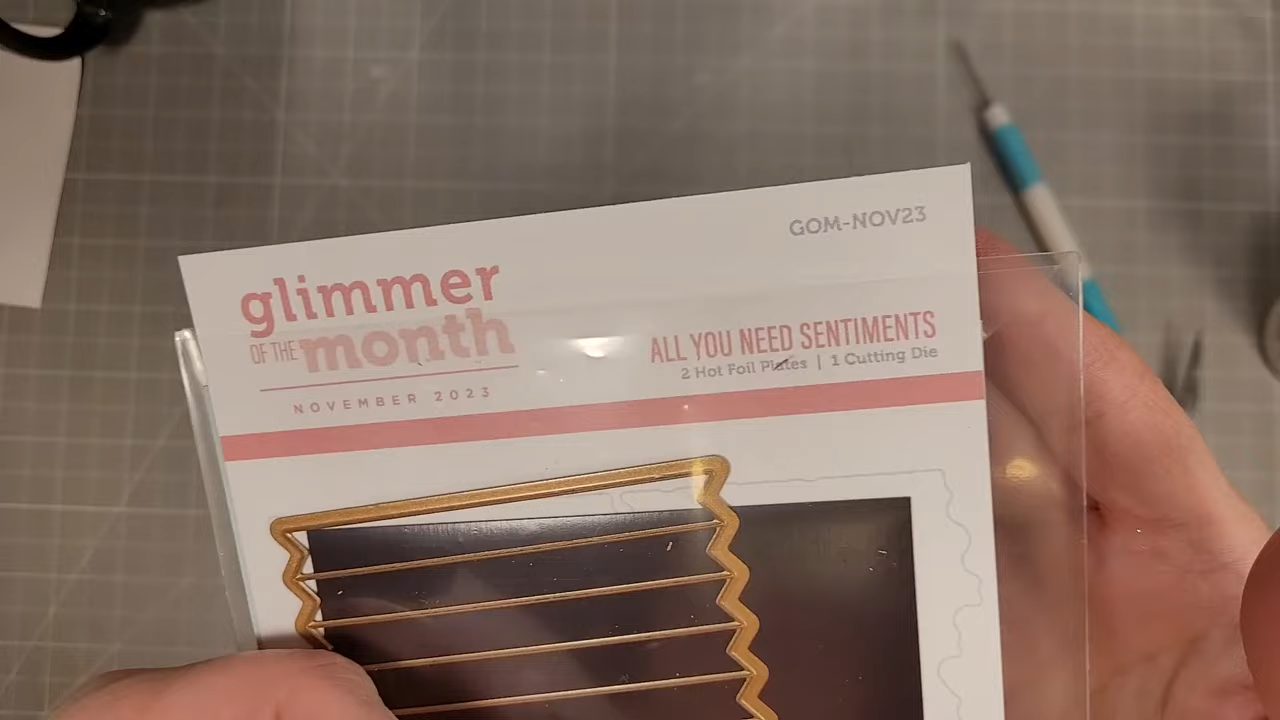 GOM-NOV23
glimmer
OF THE month
NOVEMBER 2023
ALL YOU NEED SENTIMENTS
2 Hot Foil Plates | 1 Cutting Die